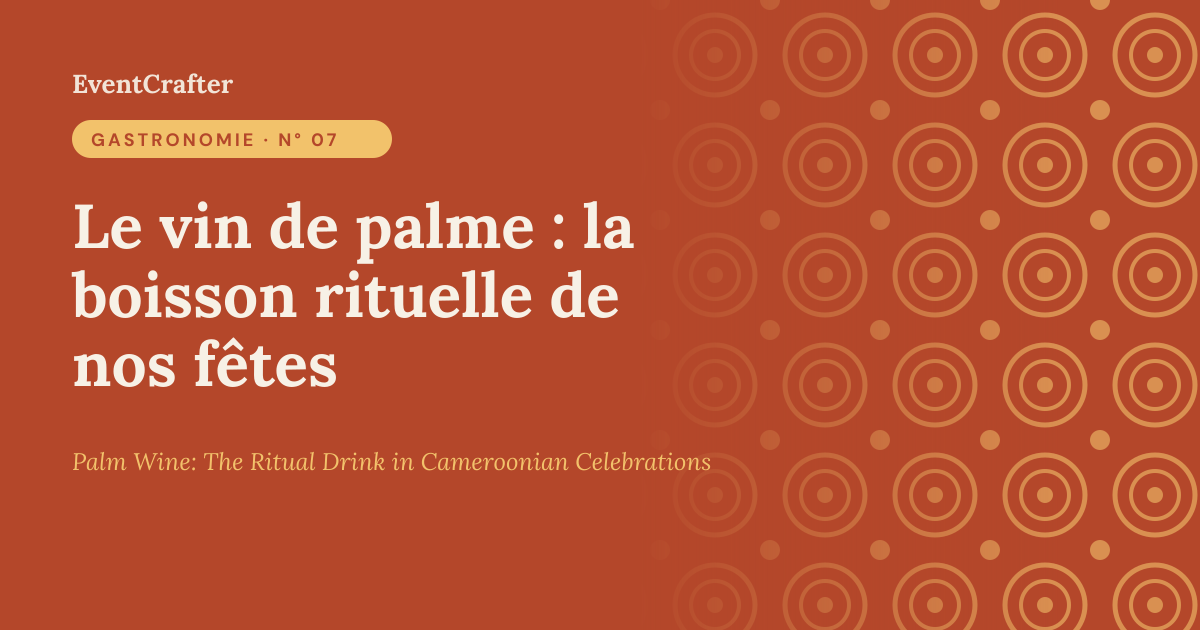 EventCrafter
GASTRONOMIE · N° 07
Le vin de palme : la
boisson rituelle de
nos fêtes
Palm Wine: The Ritual Drink in Cameroonian Celebrations